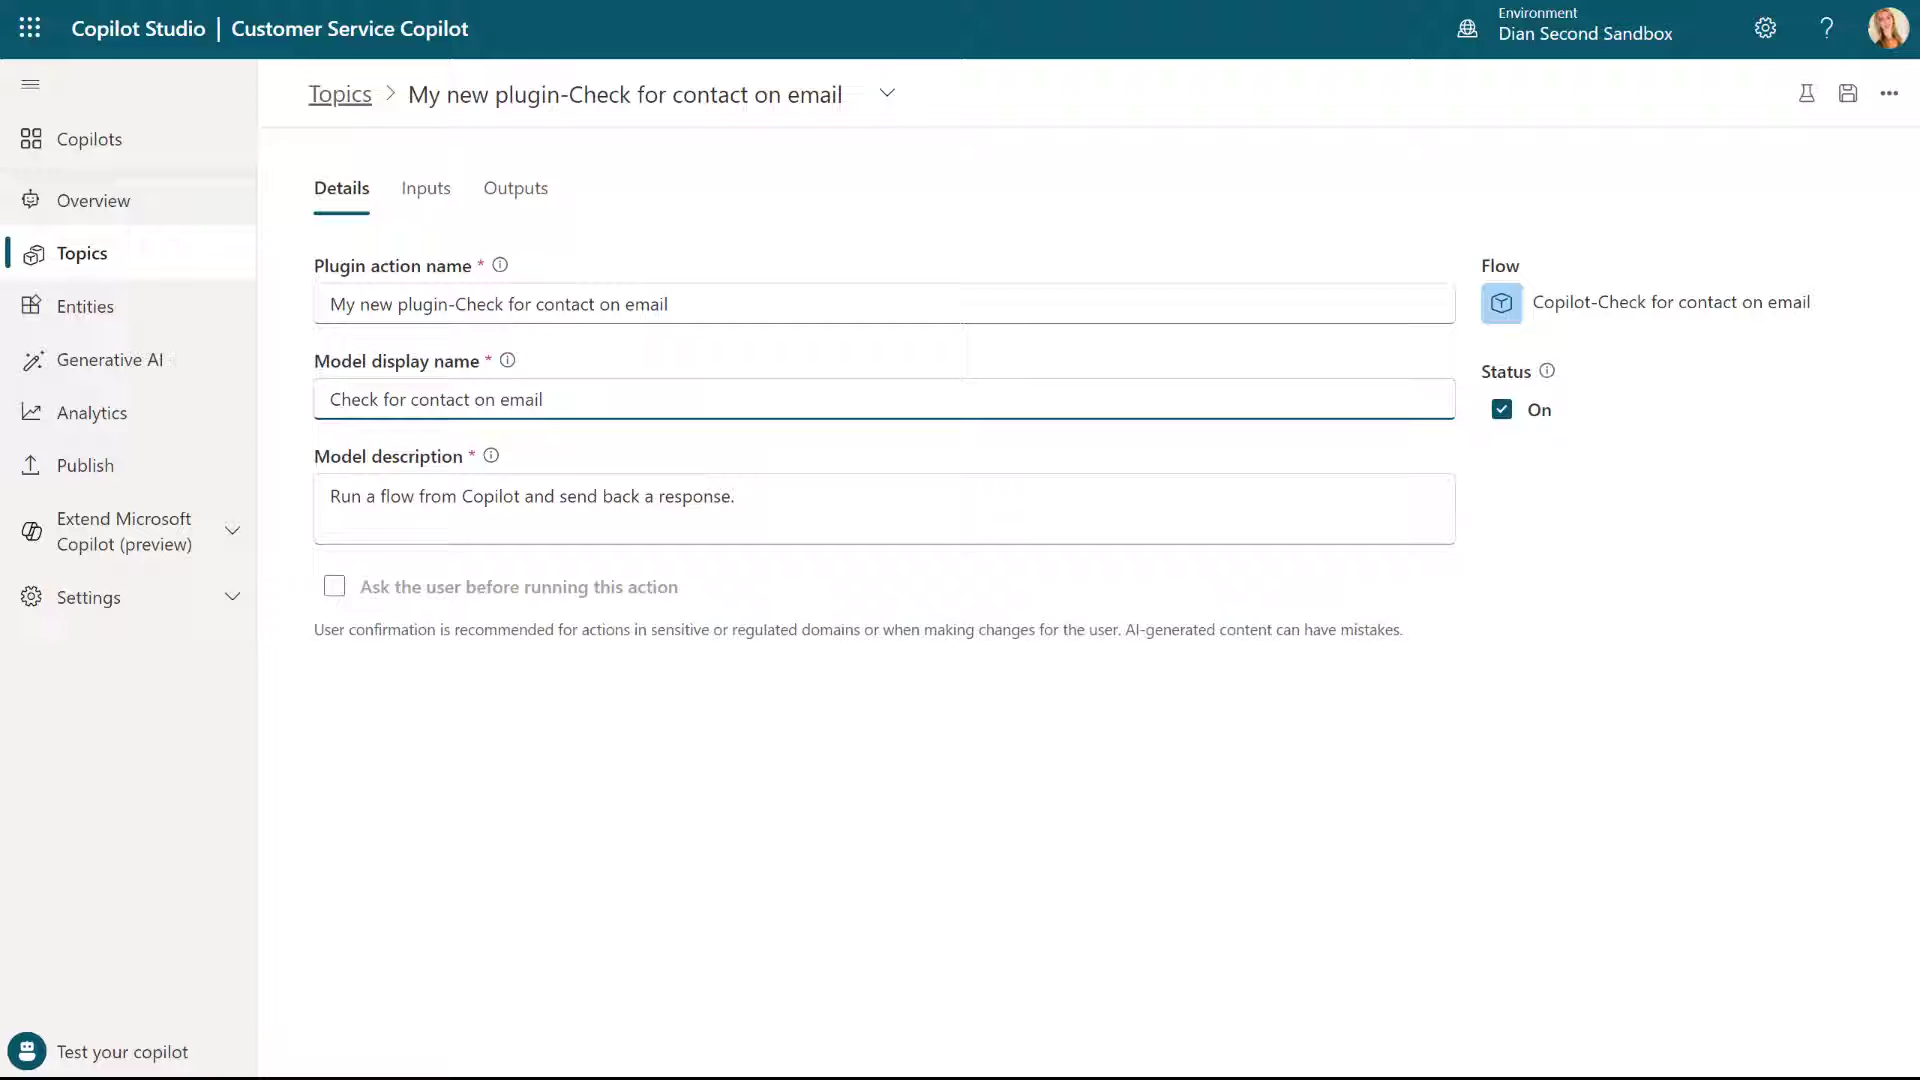 Copilot Studio | Customer Service Copilot
Environment
Dian Second Sandbox
?
Topics > My new plugin-Check for contact on email
Copilots
Overview
Topics
Entities
Generative AI
Analytics
Publish
Extend Microsoft
Copilot (preview)
Settings
Test your copilot
Details Inputs Outputs
Plugin action name *
My new plugin-Check for contact on email
Model display name *
Check for contact on email
Model description *
Run a flow from Copilot and send back a response.
Ask the user before running this action
User confirmation is recommended for actions in sensitive or regulated domains or when making changes for the user. AI-generated content can have mistakes.
Flow
Copilot-Check for contact on email
Status
On